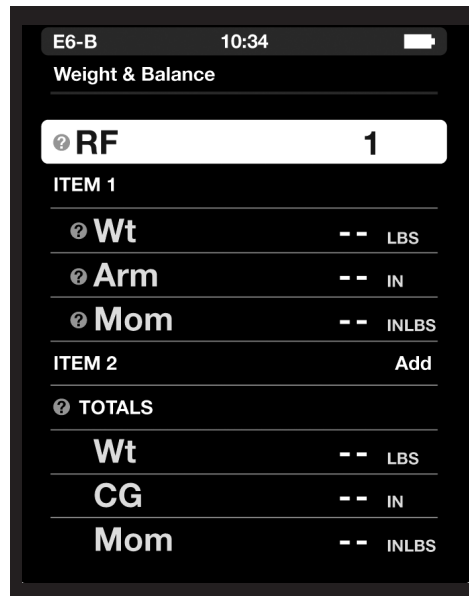 E6-B 10:34
Weight & Balance
? RF 1
ITEM 1
? Wt -- LBS
? Arm -- IN
? Mom -- INLBS
ITEM 2 Add
? TOTALS
Wt -- LBS
CG -- IN
Mom -- INLBS